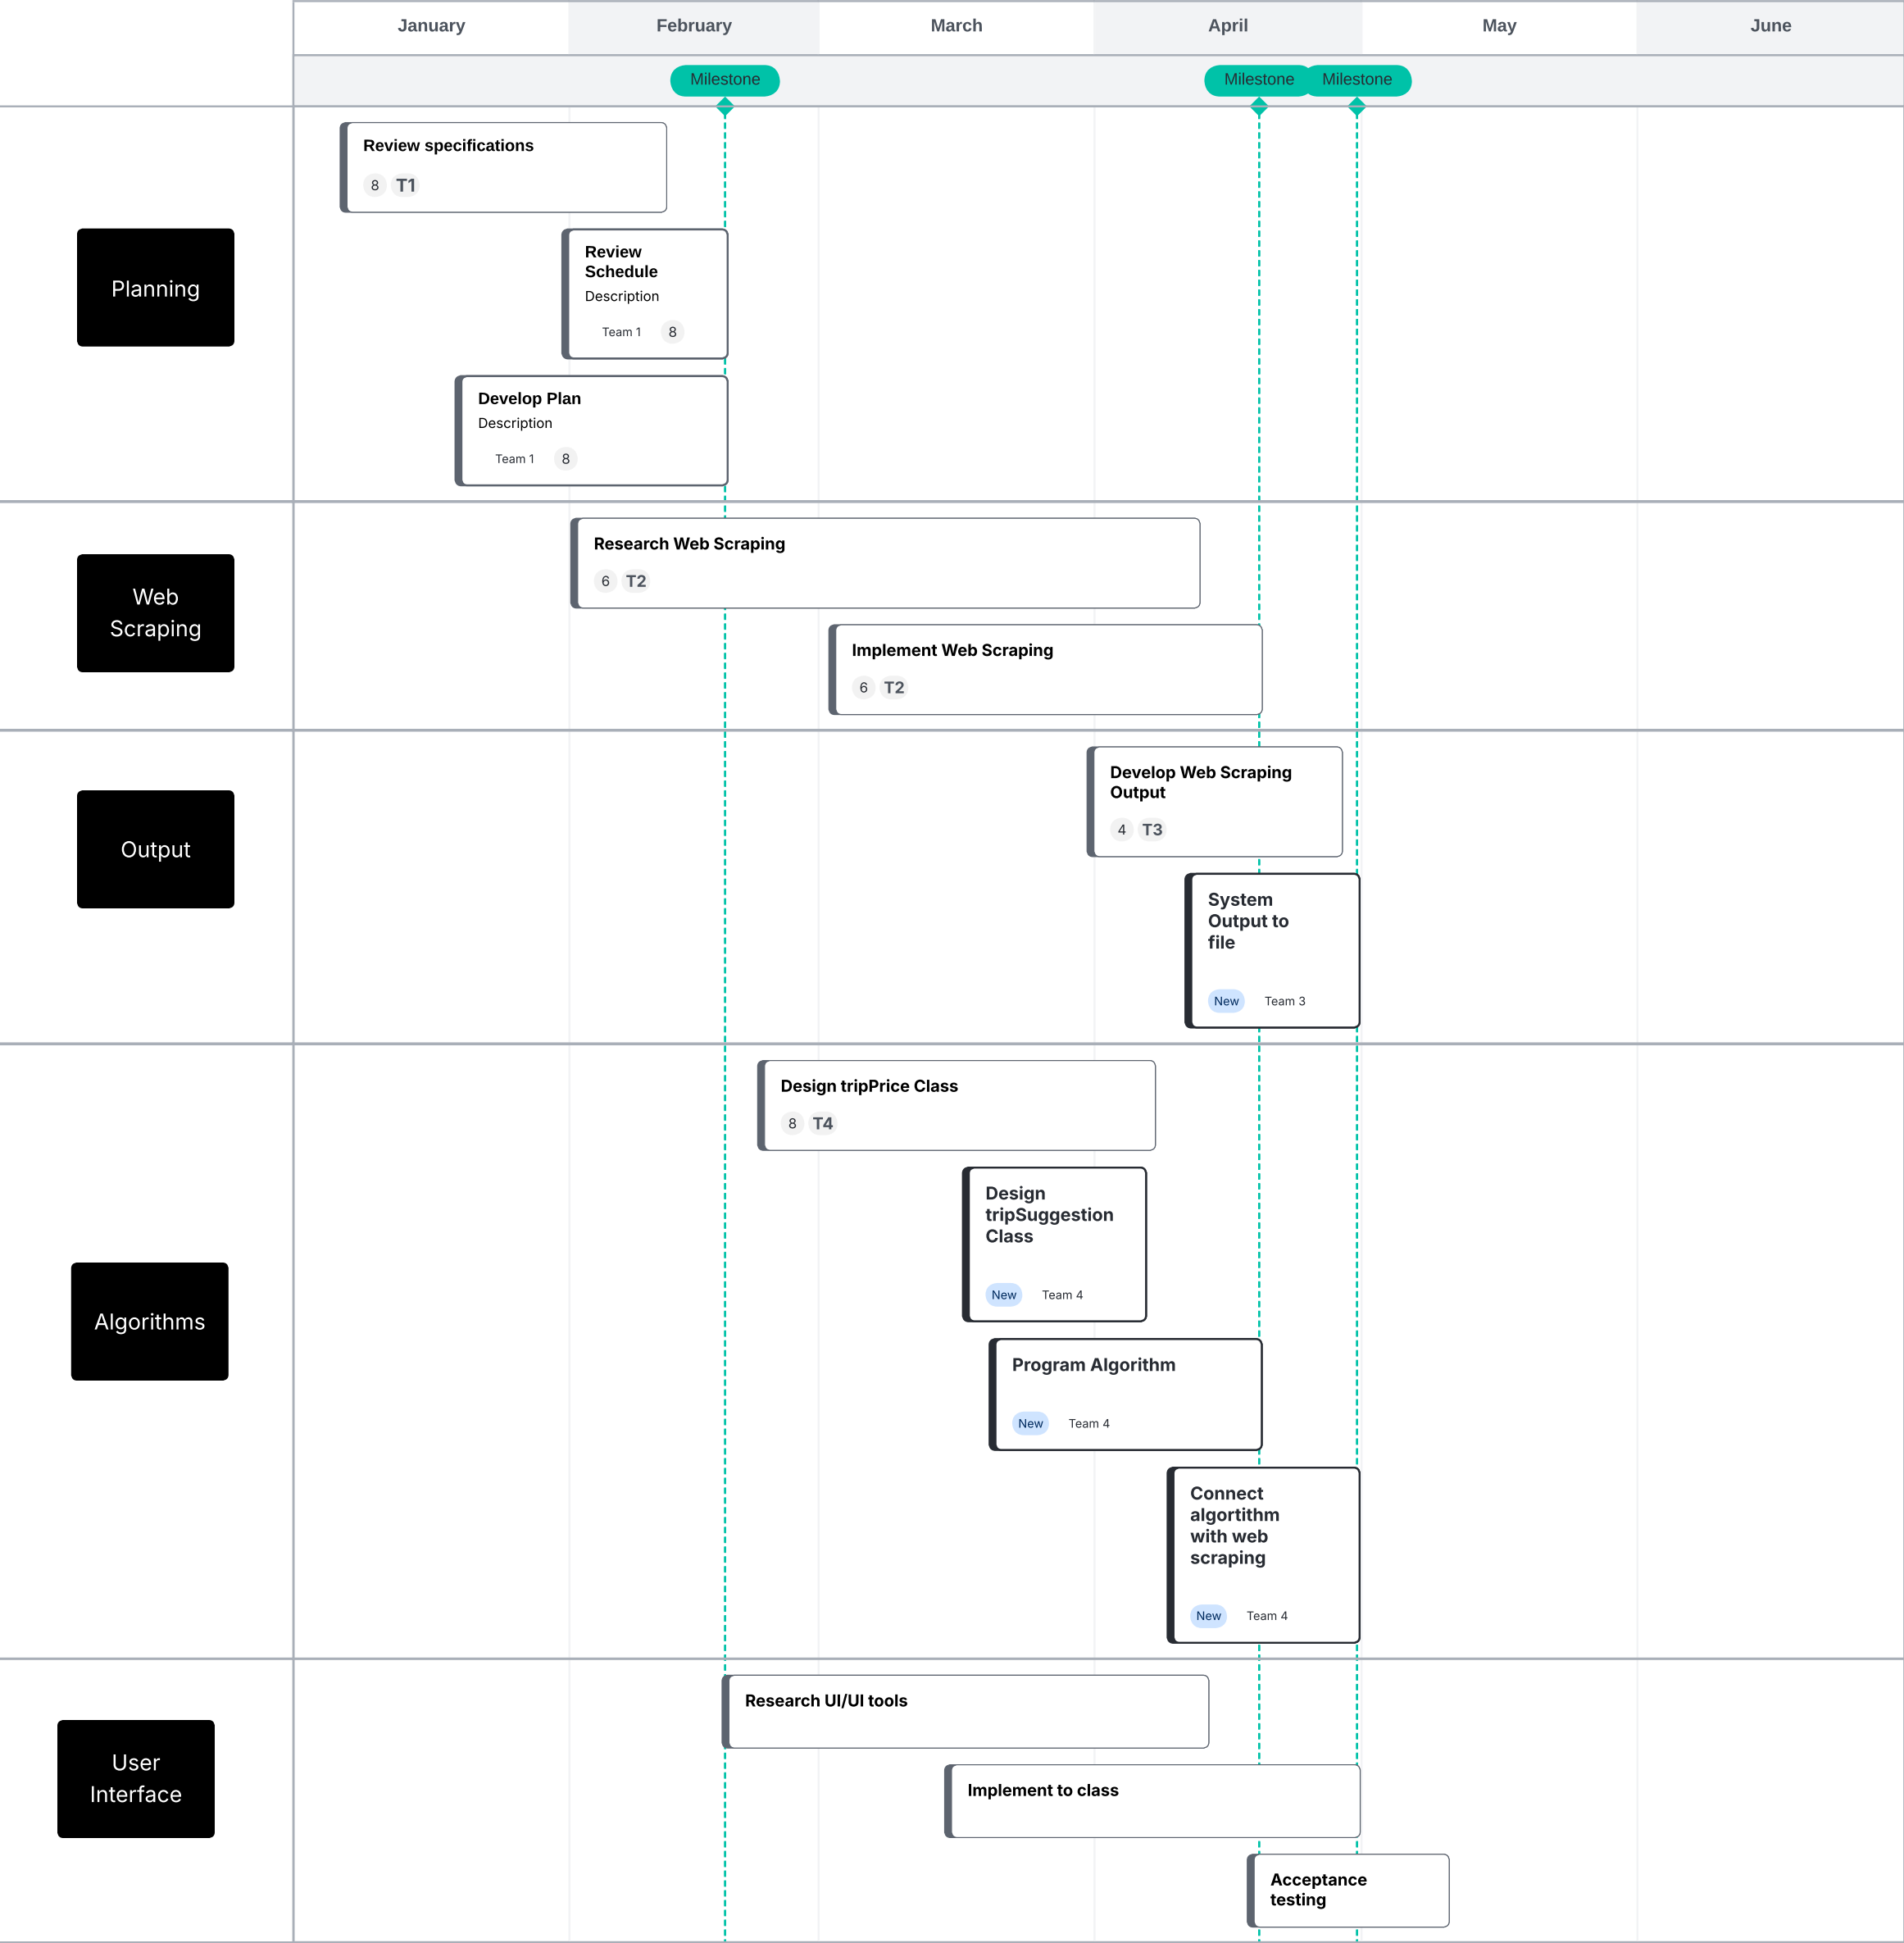 January
February
March
April
May
June
Milestone
Milestone
Milestone
Planning
Review specifications
8 T1
Review
Schedule
Description
Team 1 8
Develop Plan
Description
Team 1 8
Web
Scraping
Research Web Scraping
6 T2
Implement Web Scraping
6 T2
Output
Develop Web Scraping
Output
4 T3
System
Output to
file
New Team 3
Algorithms
Design tripPrice Class
8 T4
Design
tripSuggestion
Class
New Team 4
Program Algorithm
New Team 4
Connect
algortithm
with web
scraping
New Team 4
User
Interface
Research UI/UI tools
Implement to class
Acceptance
testing